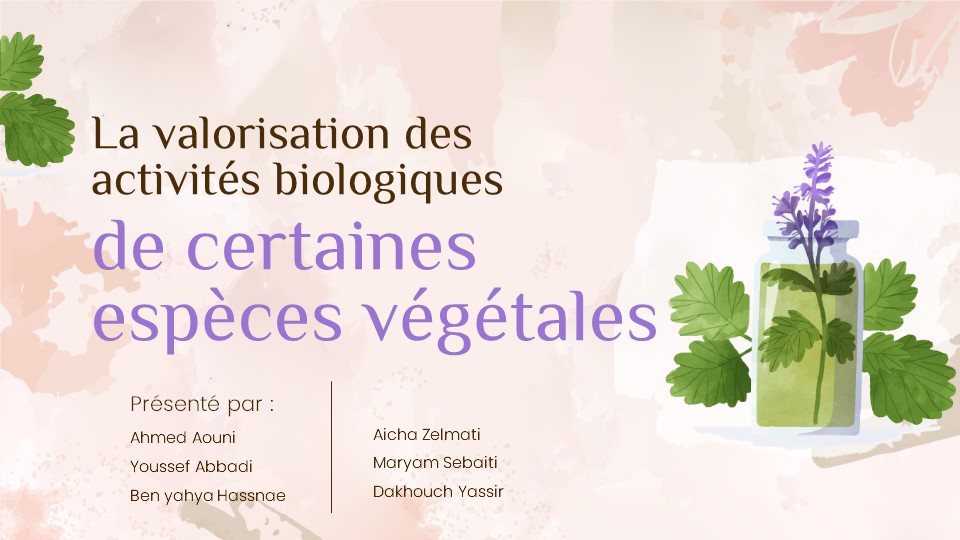 La valorisation des
activités biologiques
de certaines
espèces végétales
Présenté par :
Ahmed Aouni
Youssef Abbadi
Ben yahya Hassnae
Aicha Zelmati
Maryam Sebaiti
Dakhouch Yassir